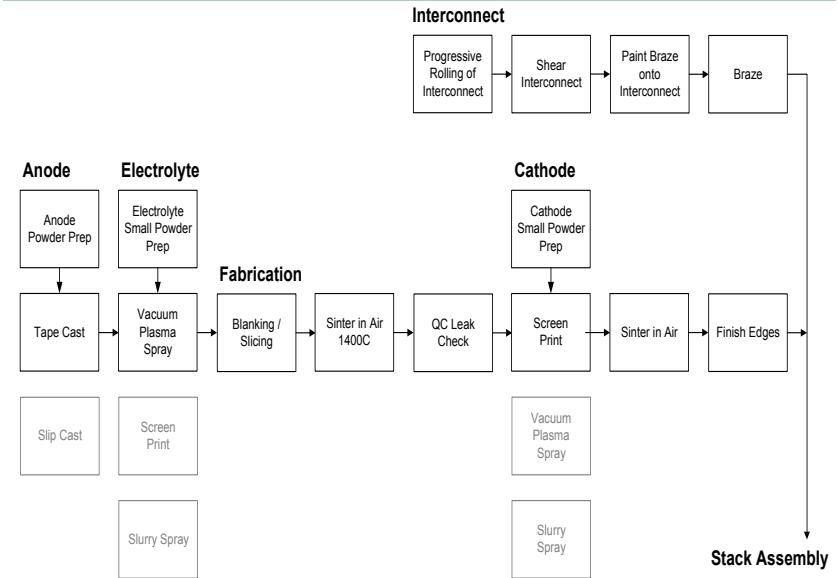 Interconnect
Progressive
Rolling of
Interconnect
Shear
Interconnect
Paint Braze
onto
Interconnect
Braze
Anode
Electrolyte
Cathode
Anode
Powder Prep
Electrolyte
Small Powder
Prep
Cathode
Small Powder
Prep
Fabrication
Tape Cast
Vacuum
Plasma
Spray
Blanking /
Slicing
Sinter in Air
1400C
QC Leak
Check
Screen
Print
Sinter in Air
Finish Edges
Slip Cast
Screen
Print
Vacuum
Plasma
Spray
Slurry Spray
Slurry
Spray
Stack Assembly